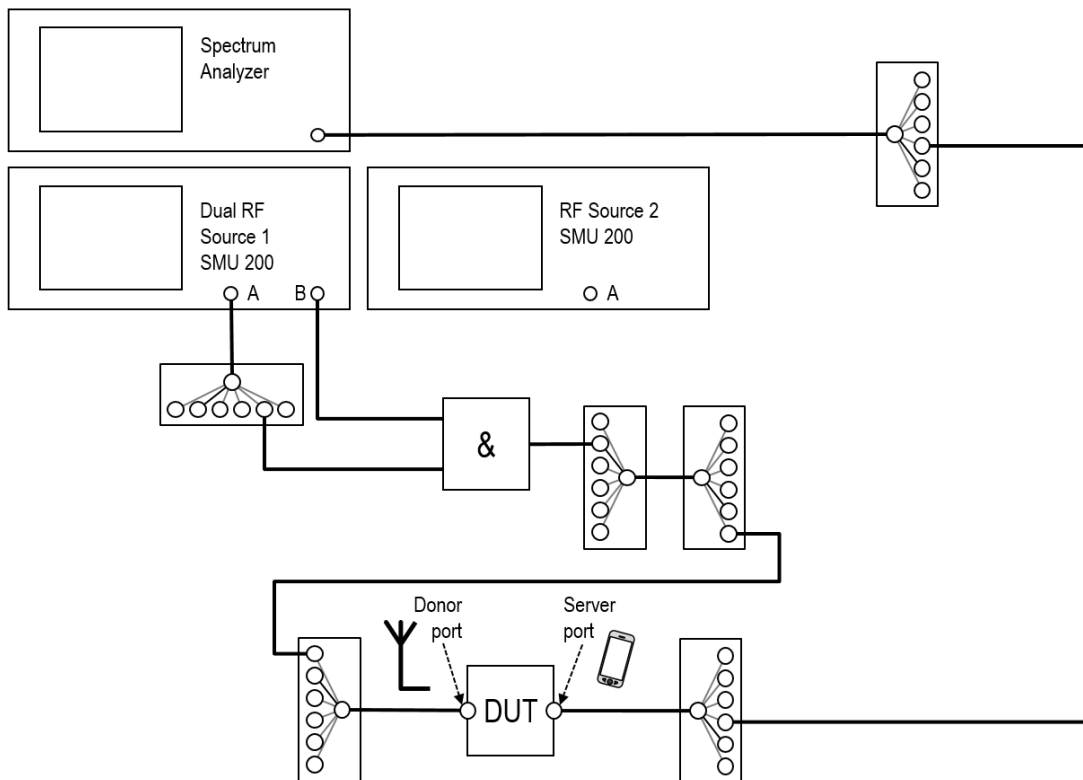 Spectrum
Analyzer
Dual RF
Source 1
SMU 200
A
B
RF Source 2
SMU 200
A
&
Donor
port
Server
port
DUT